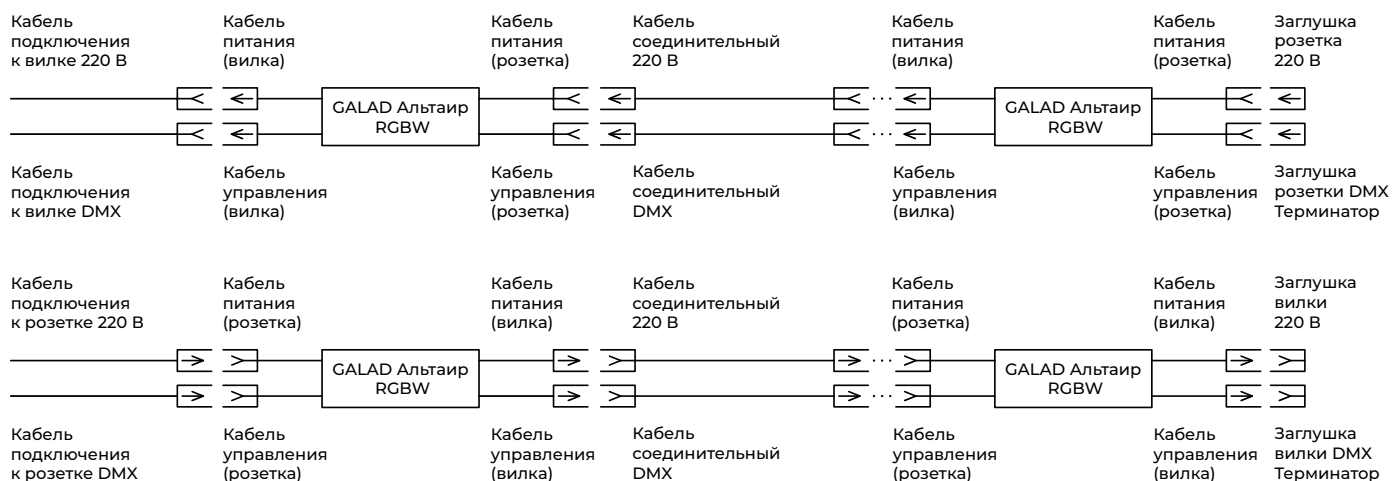 Кабель
подключения
к вилке 220 В
Кабель
питания
(вилка)
Кабель
питания
(розетка)
Кабель
соединительный
220 В
Кабель
питания
(вилка)
Кабель
питания
(розетка)
Заглушка
розетка
220 В
GALAD Альтаир
RGBW
GALAD Альтаир
RGBW
Кабель
подключения
к вилке DMX
Кабель
управления
(вилка)
Кабель
управления
(розетка)
Кабель
соединительный
DMX
Кабель
управления
(вилка)
Кабель
управления
(розетка)
Заглушка
розетки DMX
Терминатор
Кабель
подключения
к розетке 220 В
Кабель
питания
(розетка)
Кабель
питания
(вилка)
Кабель
соединительный
220 В
Кабель
питания
(розетка)
Кабель
питания
(вилка)
Заглушка
вилки
220 В
GALAD Альтаир
RGBW
GALAD Альтаир
RGBW
Кабель
подключения
к розетке DMX
Кабель
управления
(розетка)
Кабель
управления
(вилка)
Кабель
соединительный
DMX
Кабель
управления
(розетка)
Кабель
управления
(вилка)
Заглушка
вилки DMX
Терминатор